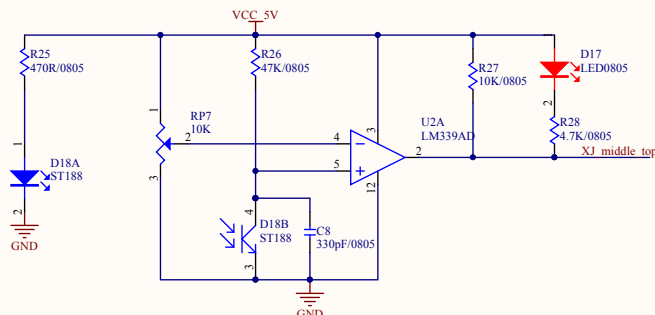 VCC_5V
R25
470R/0805
R26
47K/0805
R27
10K/0805
D17
LED0805
1
RP7
10K
2
3
4
5
3
12
2
U2A
LM339AD
2
R28
4.7K/0805
XJ_middle_top
1
D18A
ST188
2
GND
4
D18B
ST188
3
C8
330pF/0805
GND